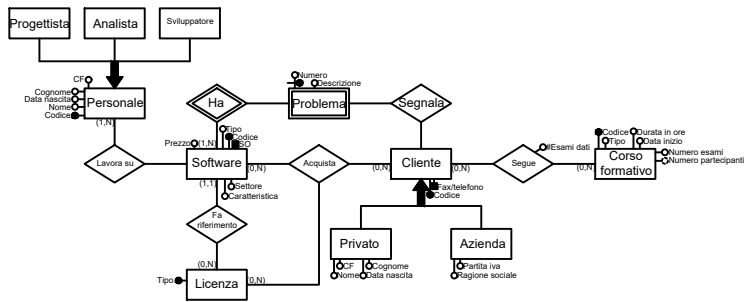 Progettista
Analista
Sviluppatore
CF
Cognome
Data nascita
Nome
Codice
Personale
(1,N)
Ha
Numero
Descrizione
Problema
Segnala
Lavora su
Prezzo
(1,N)
Tipo
Codice
SO
Software
(0,N)
(1,1)
Settore
Caratteristica
Acquista
(0,N)
Cliente
(0,N)
Fax/telefono
Codice
#Esami dati
Segue
(0,N)
Codice
Tipo
Durata in ore
Data inizio
Corso
formativo
Numero esami
Numero partecipanti
Fa
riferimento
(0,N)
Tipo
Licenza
(0,N)
Privato
CF
Nome
Cognome
Data nascita
Azienda
Partita iva
Ragione sociale